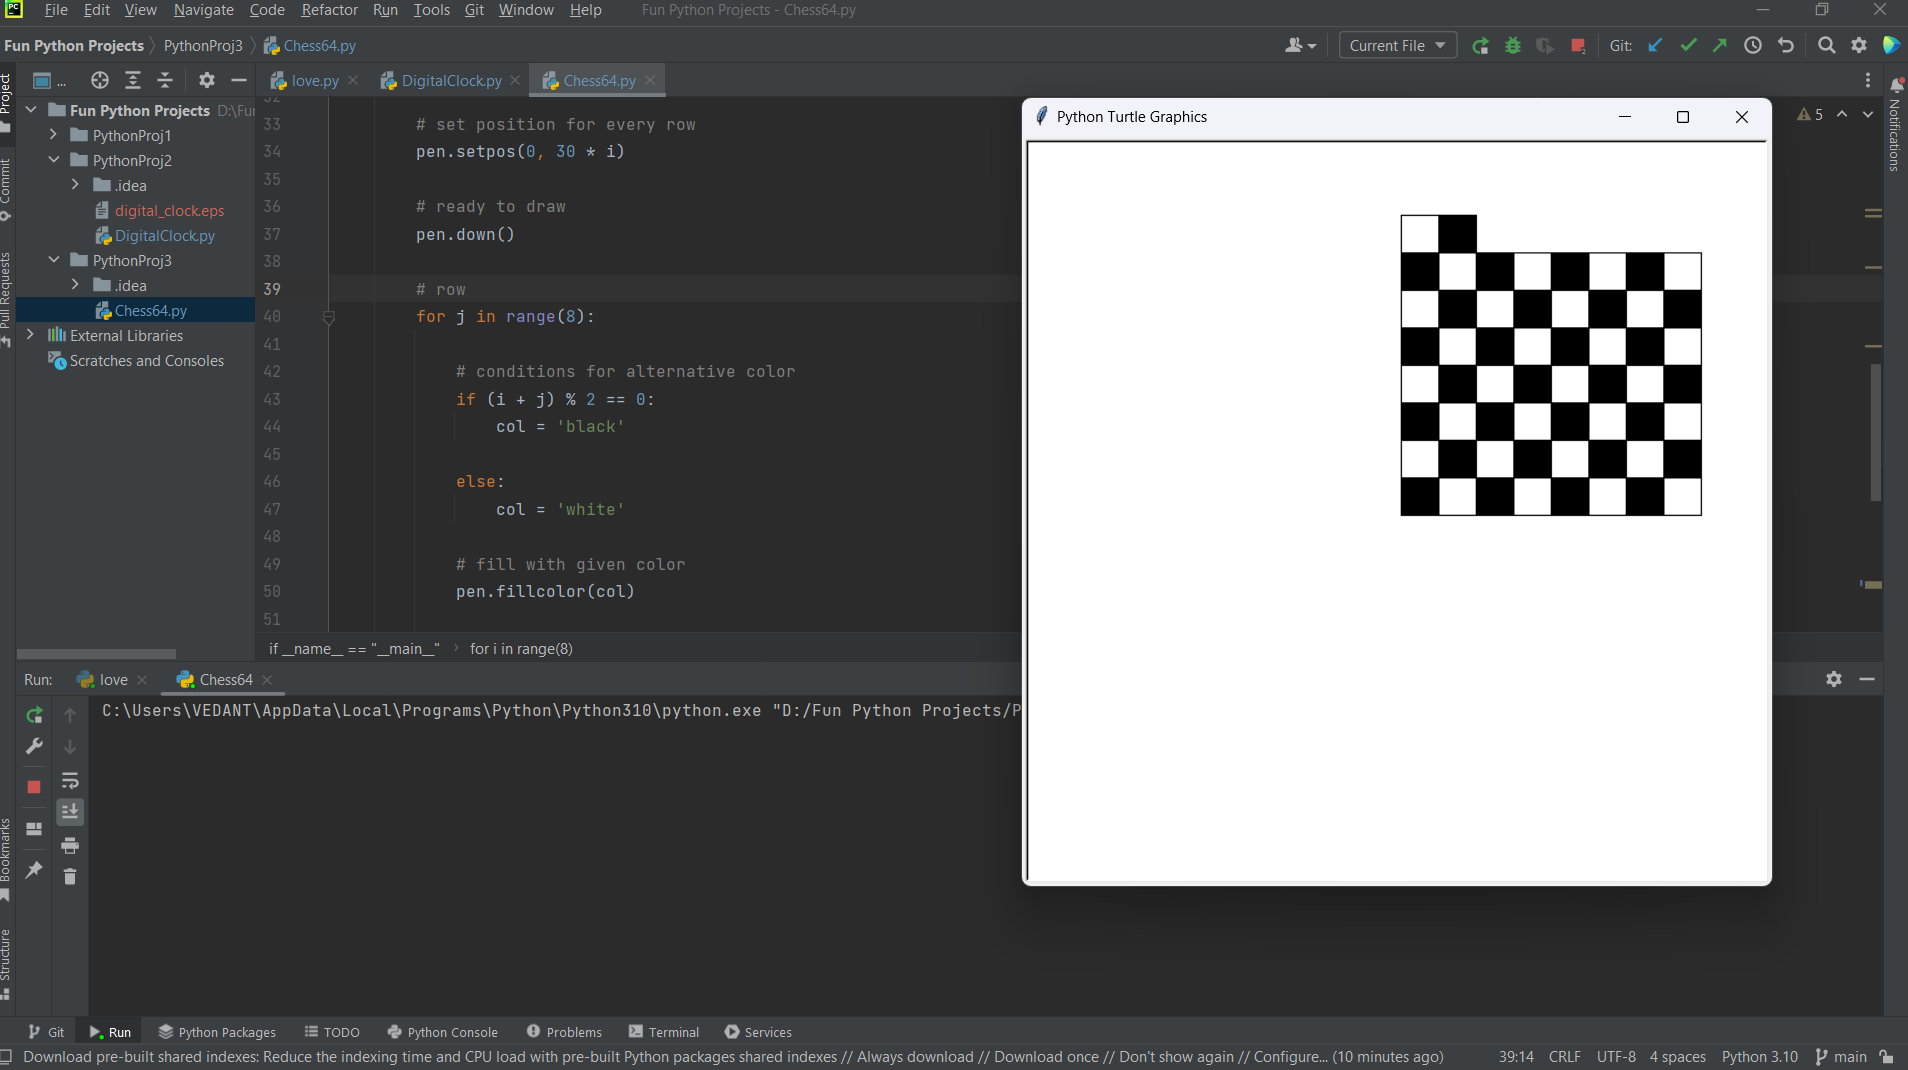 File Edit View Navigate Code Refactor Run Tools Git Window Help Fun Python Projects - Chess64.py
Fun Python Projects PythonProj3 Chess64.py Current File Git:
Project
...
love.py DigitalClock.py Chess64.py
Fun Python Projects D:\Fun
PythonProj1
PythonProj2
.idea
digital_clock.eps
DigitalClock.py
PythonProj3
.idea
Chess64.py
External Libraries
Scratches and Consoles
Commit
Pull Requests
Bookmarks
Structure
32
33 # set position for every row
34 pen.setpos(0, 30 * i)
35
36 # ready to draw
37 pen.down()
38
39 # row
40 for j in range(8):
41
42 # conditions for alternative color
43 if (i + j) % 2 == 0:
44 col = 'black'
45
46 else:
47 col = 'white'
48
49 # fill with given color
50 pen.fillcolor(col)
51
if __name__ == "__main__" › for i in range(8)
Python Turtle Graphics
5
Notifications
Run: love Chess64
C:\Users\VEDANT\AppData\Local\Programs\Python\Python310\python.exe "D:/Fun Python Projects/P
Git Run Python Packages TODO Python Console Problems Terminal Services
Download pre-built shared indexes: Reduce the indexing time and CPU load with pre-built Python packages shared indexes // Always download // Download once // Don't show again // Configure... (10 minutes ago) 39:14 CRLF UTF-8 4 spaces Python 3.10 main